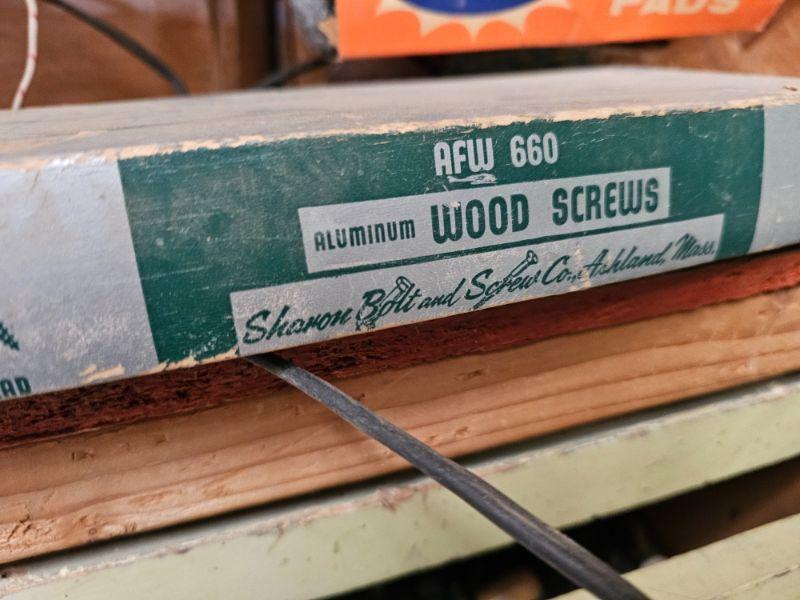 PADS
AFW 660
ALUMINUM WOOD SCREWS
Sharon Bolt and Screw Co., Ashland, Mass.